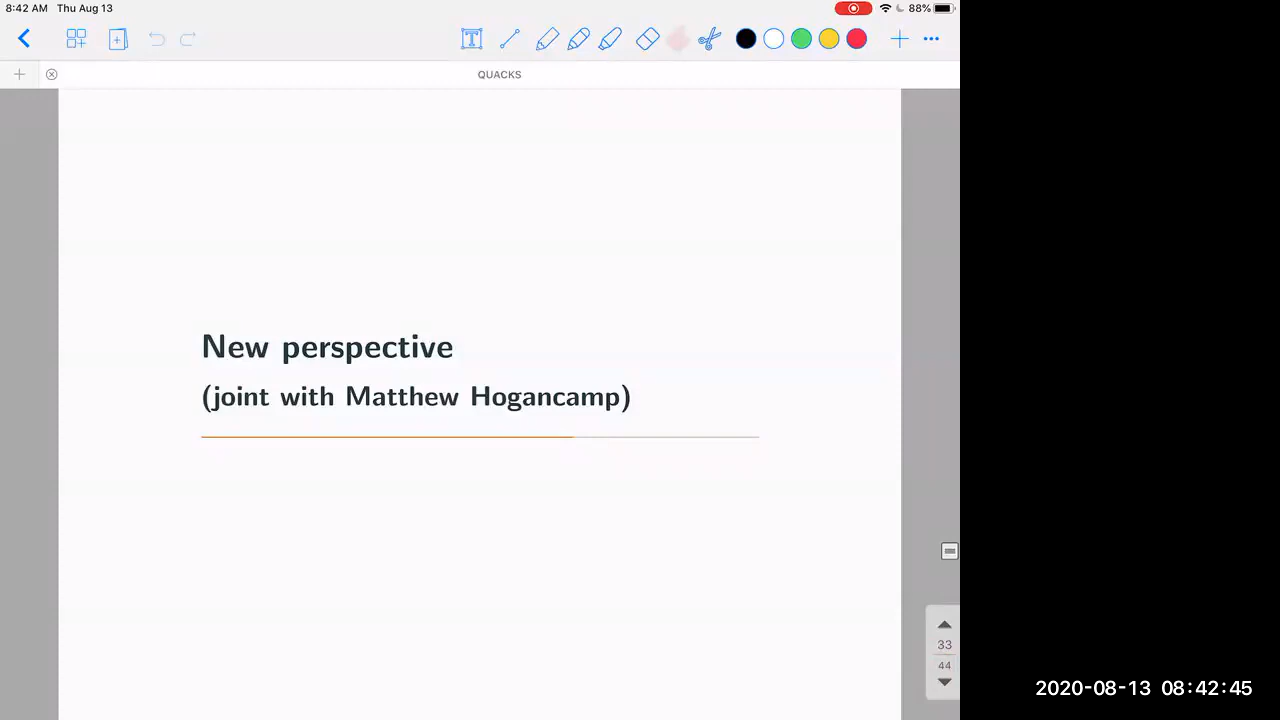 8:42 AM Thu Aug 13
88%
T
QUACKS
New perspective
(joint with Matthew Hogancamp)
33
44
2020-08-13 08:42:45